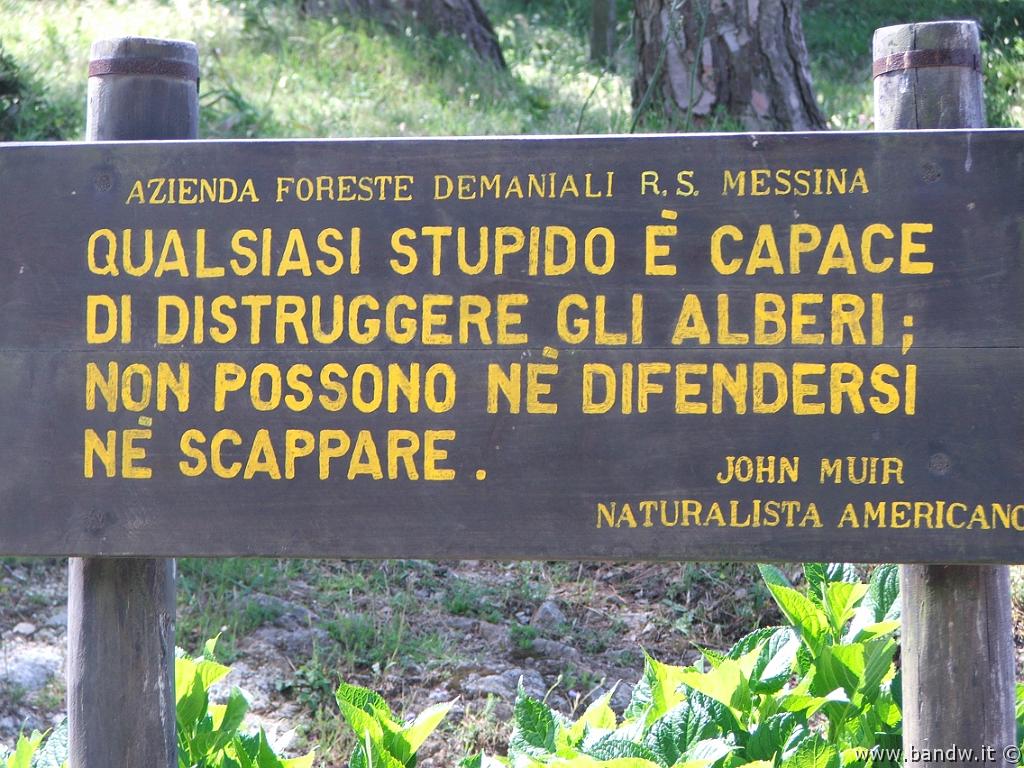 AZIENDA FORESTE DEMANIALI R.S. MESSINA
QUALSIASI STUPIDO È CAPACE
DI DISTRUGGERE GLI ALBERI ;
NON POSSONO NÈ DIFENDERSI
NÈ SCAPPARE .
JOHN MUIR
NATURALISTA AMERICANO
www.bandw.it ©